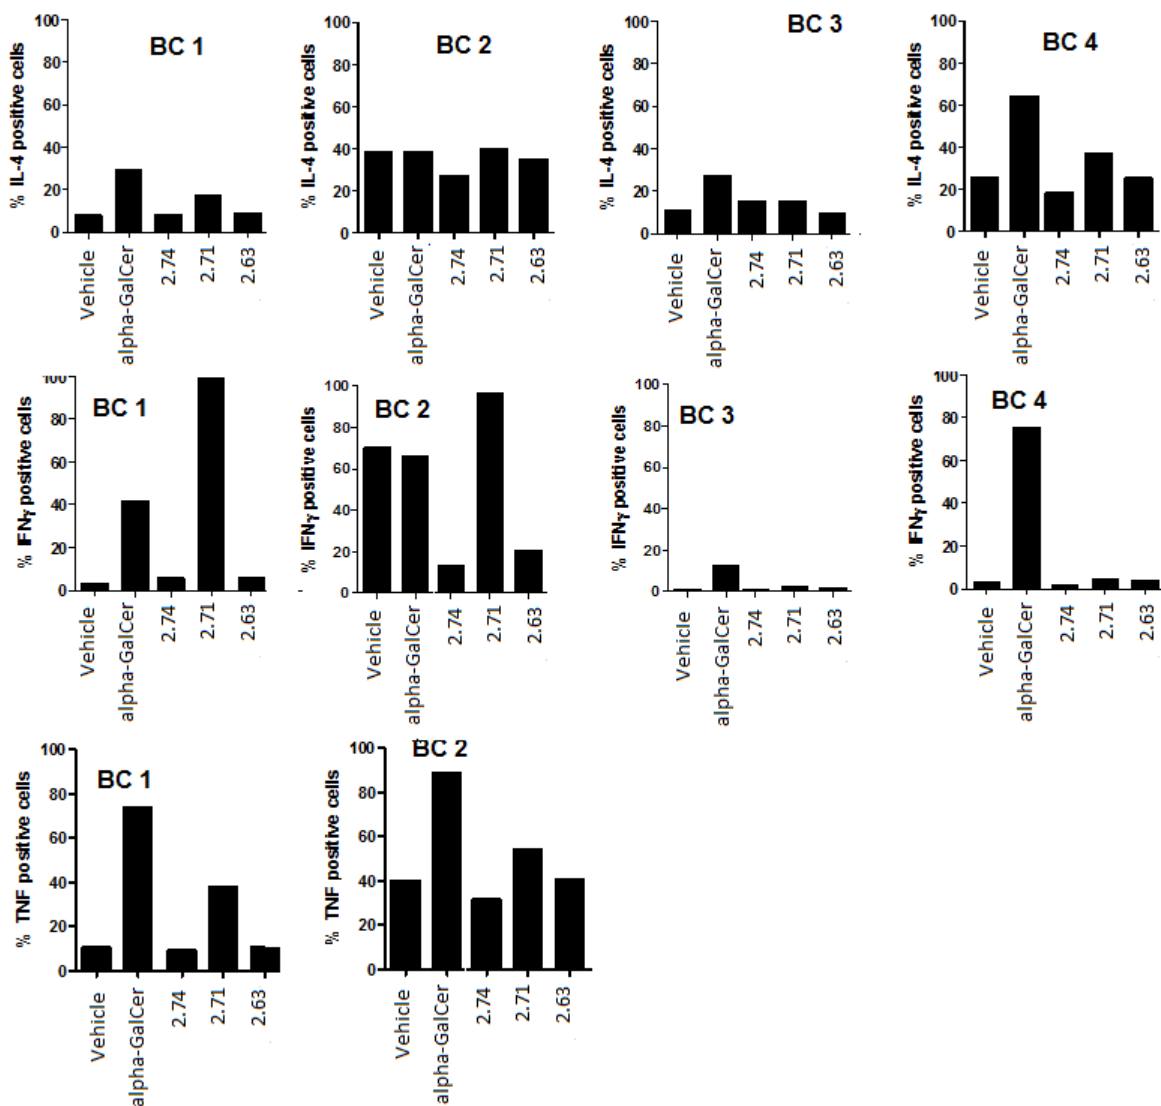 BC 1
% IL-4 positive cells
100
80
60
40
20
0
Vehicle
alpha-GalCer
2.74
2.71
2.63
BC 2
% IL-4 positive cells
100
80
60
40
20
0
Vehicle
alpha-GalCer
2.74
2.71
2.63
BC 3
% IL-4 positive cells
100
80
60
40
20
0
Vehicle
alpha-GalCer
2.74
2.71
2.63
BC 4
% IL-4 positive cells
100
80
60
40
20
0
Vehicle
alpha-GalCer
2.74
2.71
2.63
BC 1
% IFNγ positive cells
100
80
60
40
20
0
Vehicle
alpha-GalCer
2.74
2.71
2.63
BC 2
% IFNγ positive cells
100
80
60
40
20
0
Vehicle
alpha-GalCer
2.74
2.71
2.63
BC 3
% IFNγ positive cells
100
80
60
40
20
0
Vehicle
alpha-GalCer
2.74
2.71
2.63
BC 4
% IFNγ positive cells
100
80
60
40
20
0
Vehicle
alpha-GalCer
2.74
2.71
2.63
BC 1
% TNF positive cells
100
80
60
40
20
0
Vehicle
alpha-GalCer
2.74
2.71
2.63
BC 2
% TNF positive cells
100
80
60
40
20
0
Vehicle
alpha-GalCer
2.74
2.71
2.63